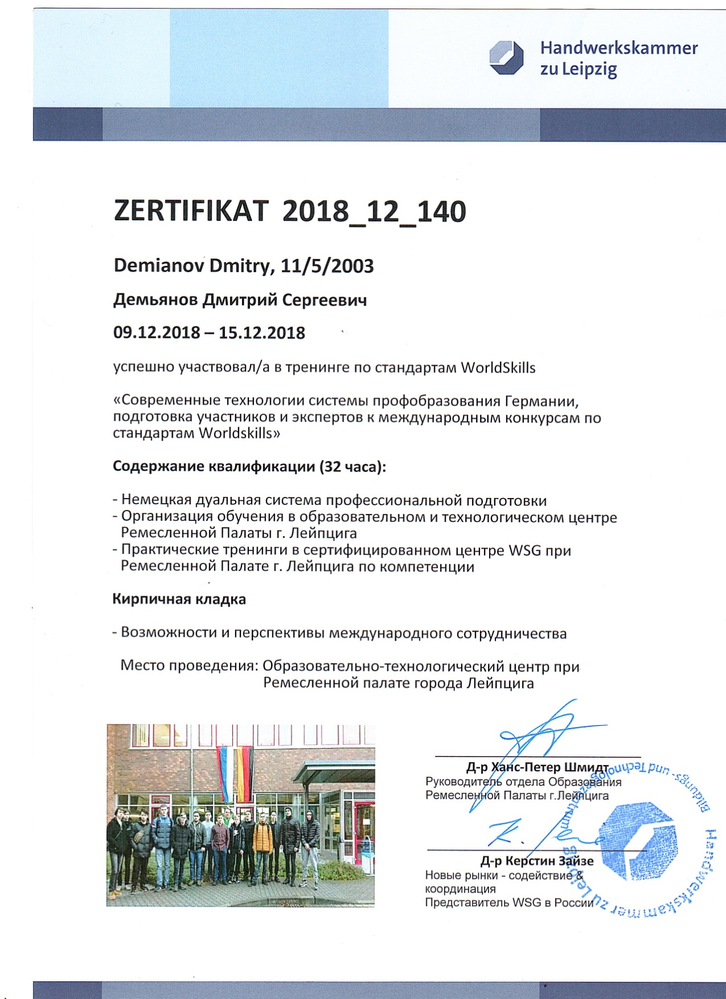 Handwerkskammer
zu Leipzig
ZERTIFIKAT 2018_12_140
Demianov Dmitry, 11/5/2003
Демьянов Дмитрий Сергеевич
09.12.2018 – 15.12.2018
успешно участвовал/а в тренинге по стандартам WorldSkills
«Современные технологии системы профобразования Германии,
подготовка участников и экспертов к международным конкурсам по
стандартам Worldskills»
Содержание квалификации (32 часа):
- Немецкая дуальная система профессиональной подготовки
- Организация обучения в образовательном и технологическом центре
Ремесленной Палаты г. Лейпцига
- Практические тренинги в сертифицированном центре WSG при
Ремесленной Палате г. Лейпцига по компетенции
Кирпичная кладка
- Возможности и перспективы международного сотрудничества
Место проведения: Образовательно-технологический центр при
Ремесленной палате города Лейпцига
Д-р Ханс-Петер Шмидт
Руководитель отдела Образования
Ремесленной Палаты г.Лейпцига
Д-р Керстин Зайзе
Новые рынки - содействие &
координация
Представитель WSG в России
Bildungs- und Technologiezentrum
Handwerkskammer zu Leipzig